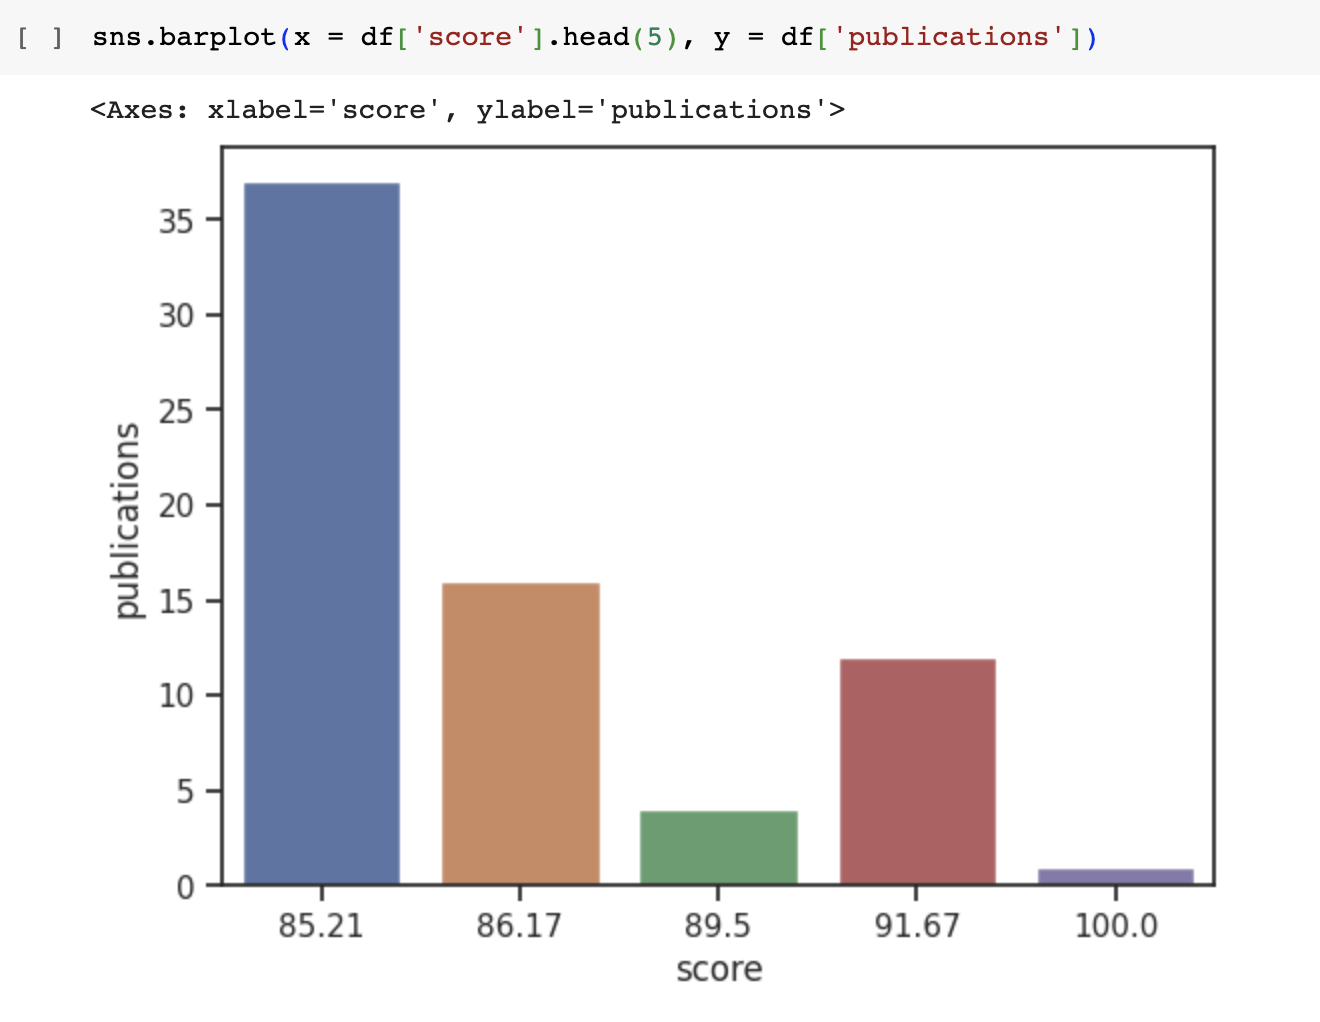 [ ] sns.barplot(x = df['score'].head(5), y = df['publications'])
<Axes: xlabel='score', ylabel='publications'>
35
30
25
20
15
10
5
0
publications
85.21 86.17 89.5 91.67 100.0
score